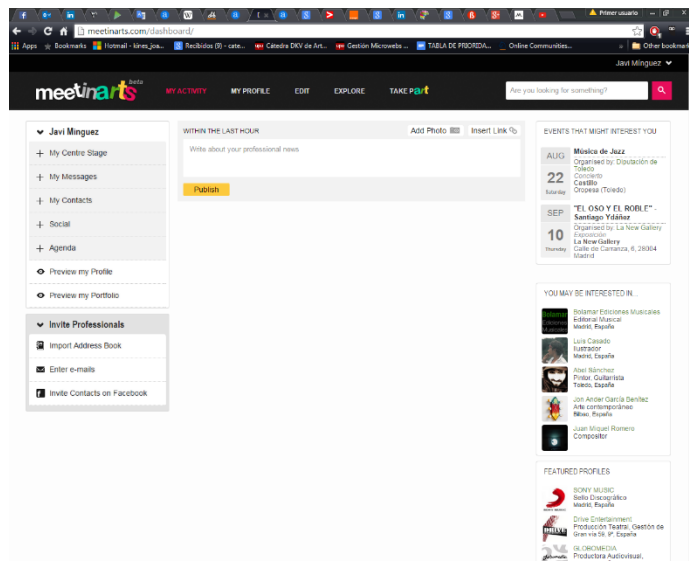 Primer usuario
meetinarts.com/dashboard/
Apps Bookmarks Hotmail - kines_joa... Recibidos (9) - cate... Cátedra DKV de Art... Gestión Microwebs ... TABLA DE PRIORIDA... Online Communities... » Other bookmark
Javi Minguez
meetinarts beta
MY ACTIVITY MY PROFILE EDIT EXPLORE TAKE PArt
Are you looking for something?
Javi Minguez
My Centre Stage
My Messages
My Contacts
Social
Agenda
Preview my Profile
Preview my Portfolio
Invite Professionals
Import Address Book
Enter e-mails
Invite Contacts on Facebook
WITHIN THE LAST HOUR
Add Photo Insert Link
Write about your professional news
Publish
EVENTS THAT MIGHT INTEREST YOU
AUG
22
Saturday
Música de Jazz
Organised by: Diputación de
Toledo
Concierto
Castillo
Oropesa (Toledo)
SEP
10
Thursday
"EL OSO Y EL ROBLE" -
Santiago Ydáñez
Organised by: La New Gallery
Exposición
La New Gallery
Calle de Carranza, 6, 28004
Madrid
YOU MAY BE INTERESTED IN...
Bolamar
Ediciones
Musicales
Bolamar Ediciones Musicales
Editorial Musical
Madrid, España
Luis Casado
Ilustrador
Madrid, España
Abel Sánchez
Pintor, Guitarrista
Toledo, España
Jon Ander García Benítez
Arte contemporáneo
Bilbao, España
Juan Miguel Romero
Compositor
FEATURED PROFILES
SONY MUSIC
Sello Discográfico
Madrid, España
DRIVE
Drive Entertainment
Producción Teatral, Gestión de
Gran vía 59, 9º, España
GLOBOMEDIA
Productora Audiovisual,